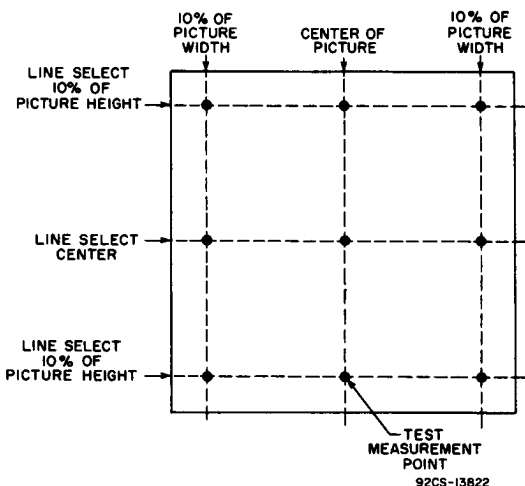 10% OF
PICTURE
WIDTH
CENTER OF
PICTURE
10% OF
PICTURE
WIDTH
LINE SELECT
10% OF
PICTURE HEIGHT
LINE SELECT
CENTER
LINE SELECT
10% OF
PICTURE HEIGHT
TEST
MEASUREMENT
POINT
92CS-13822